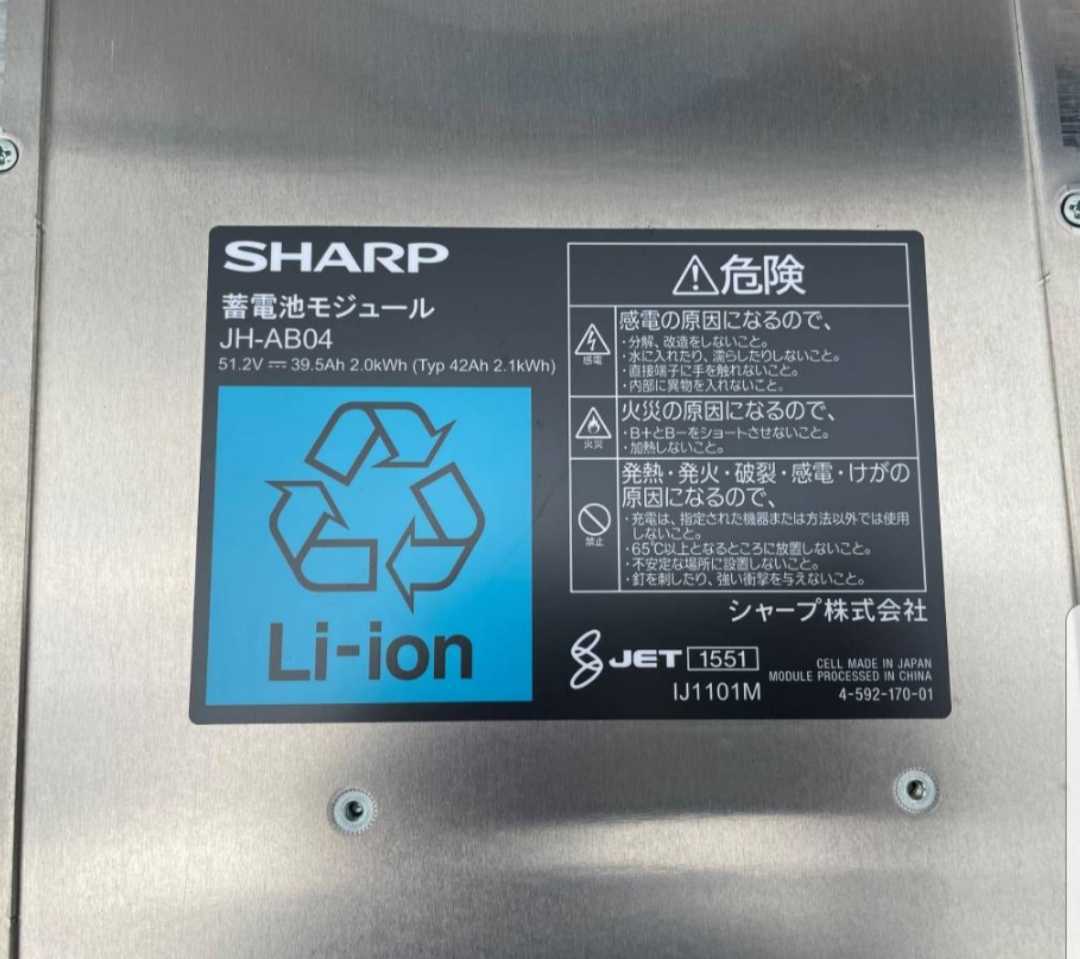 SHARP
蓄電池モジュール
JH-AB04
51.2V ⎓ 39.5Ah 2.0kWh (Typ 42Ah 2.1kWh)
Li-ion
⚠危険
感電
感電の原因になるので、
・分解、改造をしないこと。
・水に入れたり、濡らしたりしないこと。
・直接端子に手を触れないこと。
・内部に異物を入れないこと。
火災
火災の原因になるので、
・B+とB−をショートさせないこと。
・加熱しないこと。
禁止
発熱・発火・破裂・感電・けがの
原因になるので、
・充電は、指定された機器または方法以外では使用
しないこと。
・65℃以上となるところに放置しないこと。
・不安定な場所に設置しないこと。
・釘を刺したり、強い衝撃を与えないこと。
シャープ株式会社
JET 1551
IJ1101M
CELL MADE IN JAPAN
MODULE PROCESSED IN CHINA
4-592-170-01